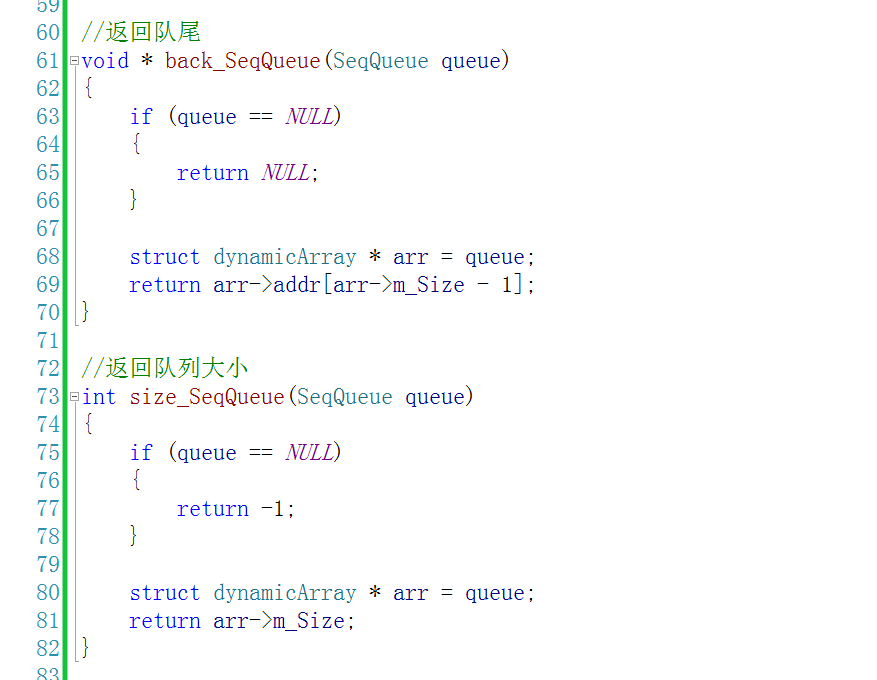 59
60 //返回队尾
61 void * back_SeqQueue(SeqQueue queue)
62 {
63     if (queue == NULL)
64     {
65         return NULL;
66     }
67
68     struct dynamicArray * arr = queue;
69     return arr->addr[arr->m_Size - 1];
70 }
71
72 //返回队列大小
73 int size_SeqQueue(SeqQueue queue)
74 {
75     if (queue == NULL)
76     {
77         return -1;
78     }
79
80     struct dynamicArray * arr = queue;
81     return arr->m_Size;
82 }
83